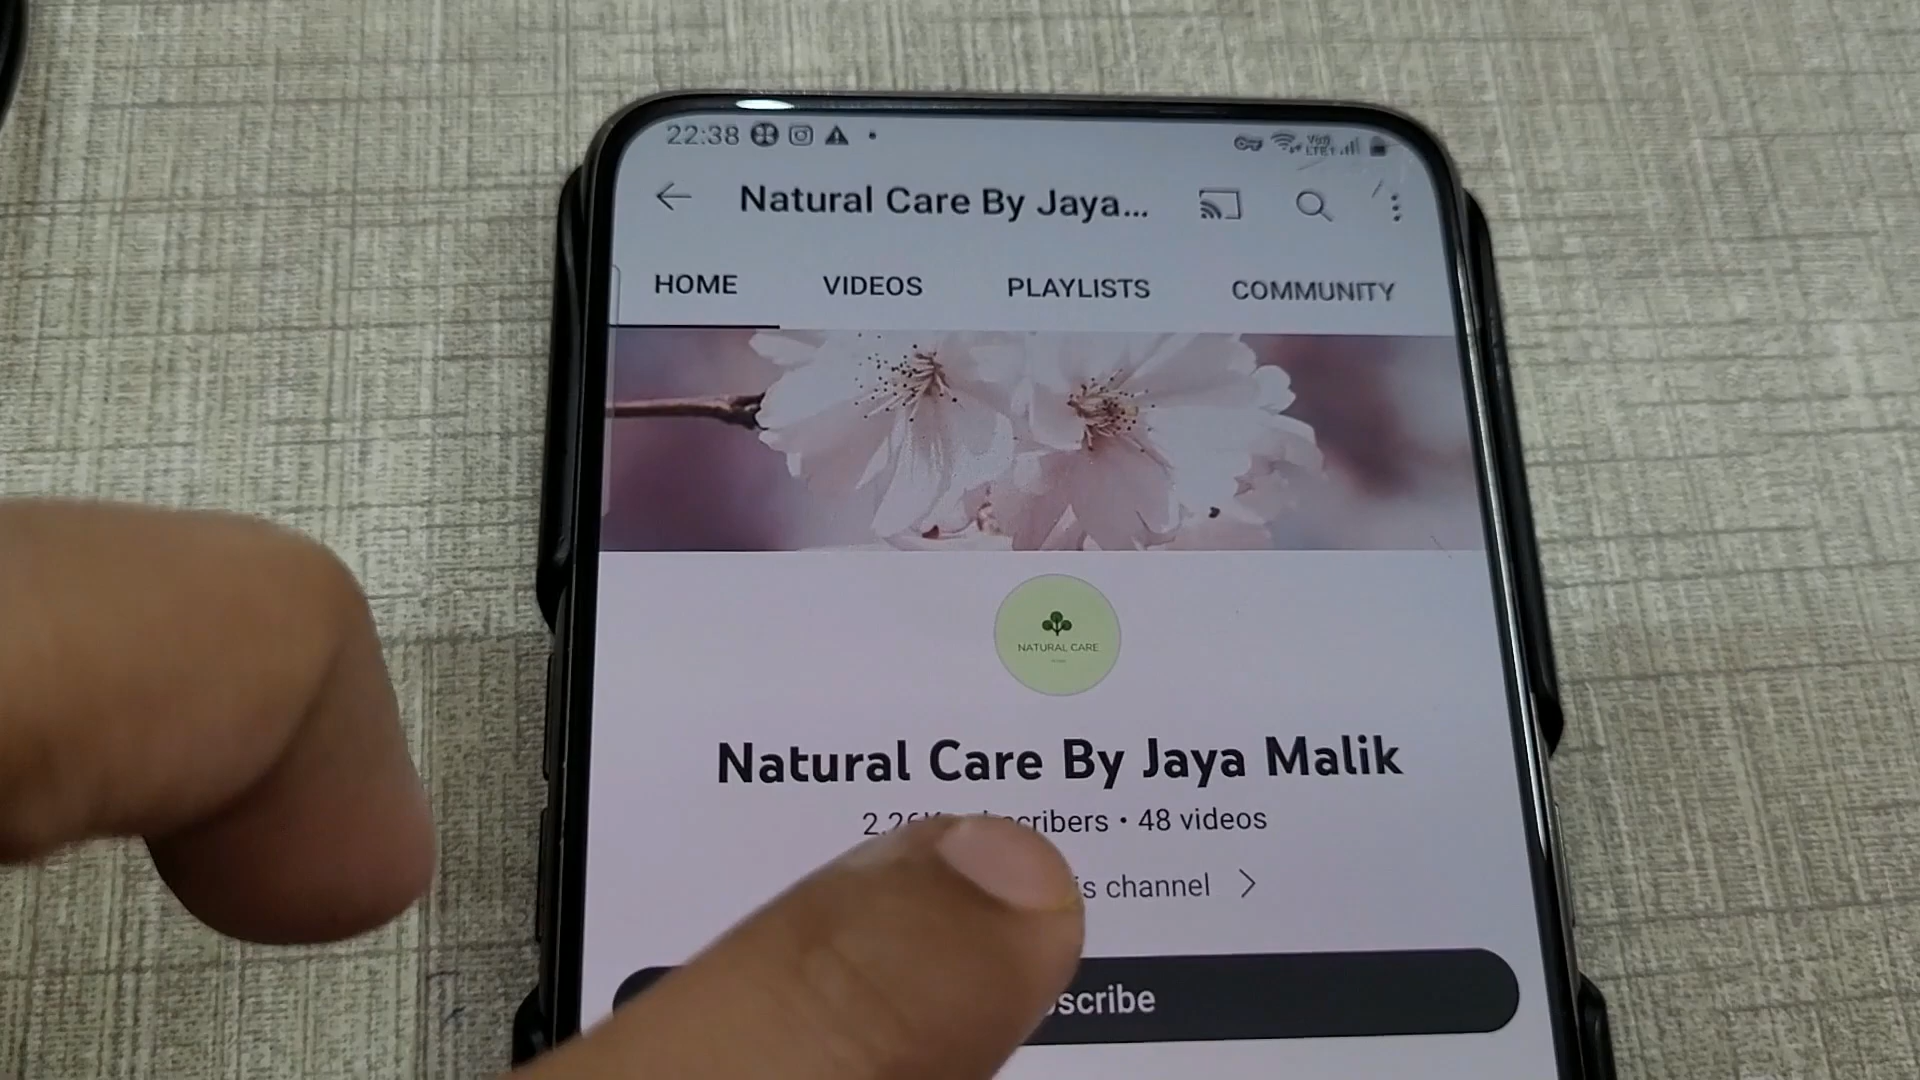 22:38
Natural Care By Jaya...
HOME VIDEOS PLAYLISTS COMMUNITY
NATURAL CARE
Natural Care By Jaya Malik
48 videos
channel